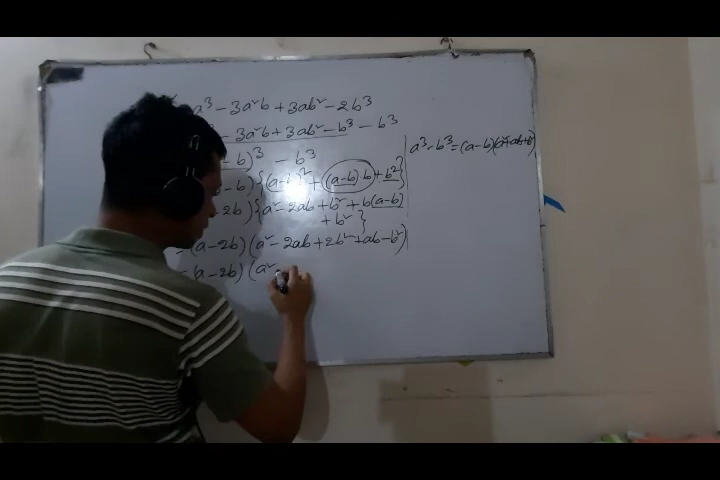 a³ - 3a²b + 3ab² - 2b³
- 3a²b + 3ab² - b³ - b³
- b)³ - b³
- b) {(a-b)² + (a-b) b + b²}
- 2b) {a² - 2ab + b² + b(a-b)
+ b² }
= (a-2b) (a² - 2ab + 2b² + ab - b²)
= (a-2b) (a²
a³ - b³ = (a-b)(a²+ab+b²)